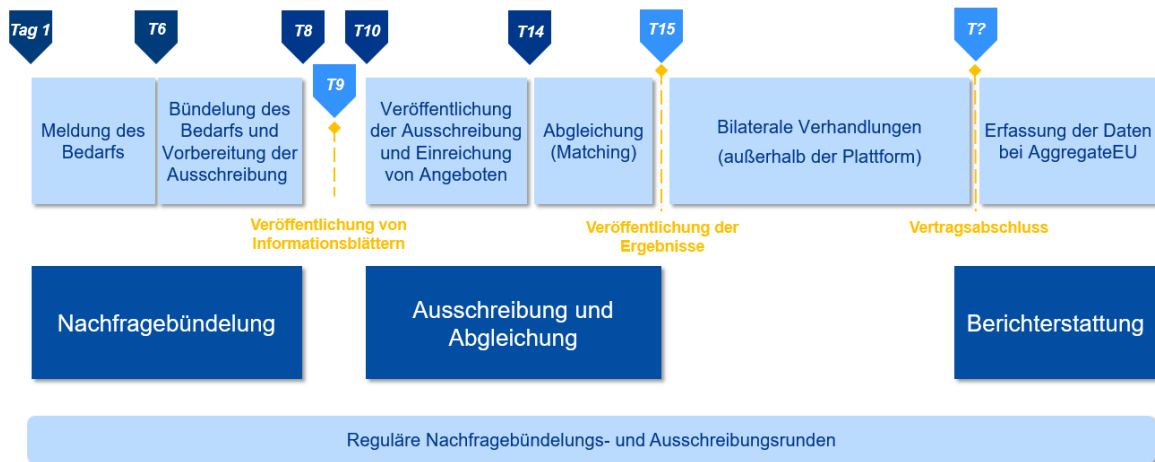 Tag 1
T6
T8
T9
T10
T14
T15
T?
Meldung des
Bedarfs
Bündelung des
Bedarfs und
Vorbereitung der
Ausschreibung
Veröffentlichung
der Ausschreibung
und Einreichung
von Angeboten
Abgleichung
(Matching)
Bilaterale Verhandlungen
(außerhalb der Plattform)
Erfassung der Daten
bei AggregateEU
Veröffentlichung von
Informationsblättern
Veröffentlichung der
Ergebnisse
Vertragsabschluss
Nachfragebündelung
Ausschreibung und
Abgleichung
Berichterstattung
Reguläre Nachfragebündelungs- und Ausschreibungsrunden